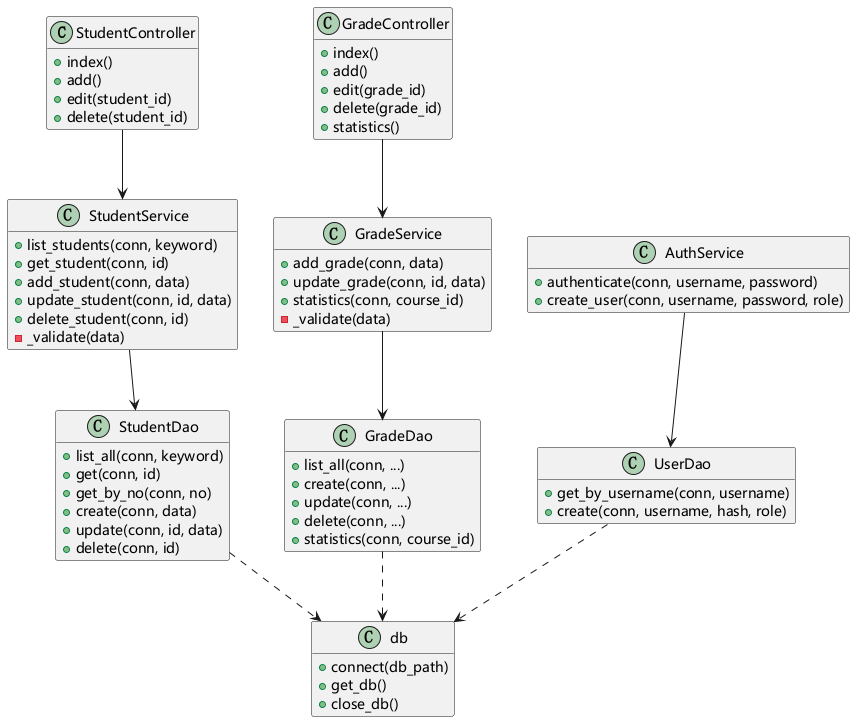 C StudentController
index()
add()
edit(student_id)
delete(student_id)
C GradeController
index()
add()
edit(grade_id)
delete(grade_id)
statistics()
C StudentService
list_students(conn, keyword)
get_student(conn, id)
add_student(conn, data)
update_student(conn, id, data)
delete_student(conn, id)
_validate(data)
C GradeService
add_grade(conn, data)
update_grade(conn, id, data)
statistics(conn, course_id)
_validate(data)
C AuthService
authenticate(conn, username, password)
create_user(conn, username, password, role)
C StudentDao
list_all(conn, keyword)
get(conn, id)
get_by_no(conn, no)
create(conn, data)
update(conn, id, data)
delete(conn, id)
C GradeDao
list_all(conn, ...)
create(conn, ...)
update(conn, ...)
delete(conn, ...)
statistics(conn, course_id)
C UserDao
get_by_username(conn, username)
create(conn, username, hash, role)
C db
connect(db_path)
get_db()
close_db()